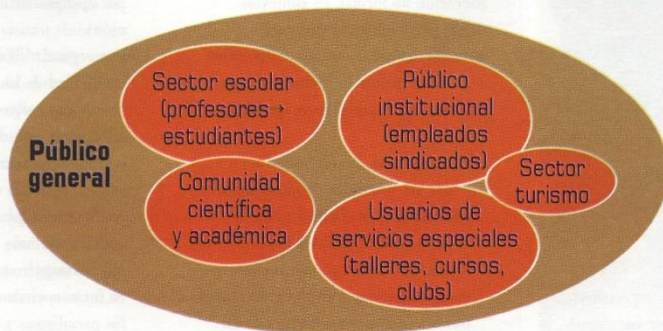 Público
general
Sector escolar
(profesores→
estudiantes)
Comunidad
científica
y académica
Público
institucional
(empleados
sindicados)
Sector
turismo
Usuarios de
servicios especiales
(talleres, cursos,
clubs)